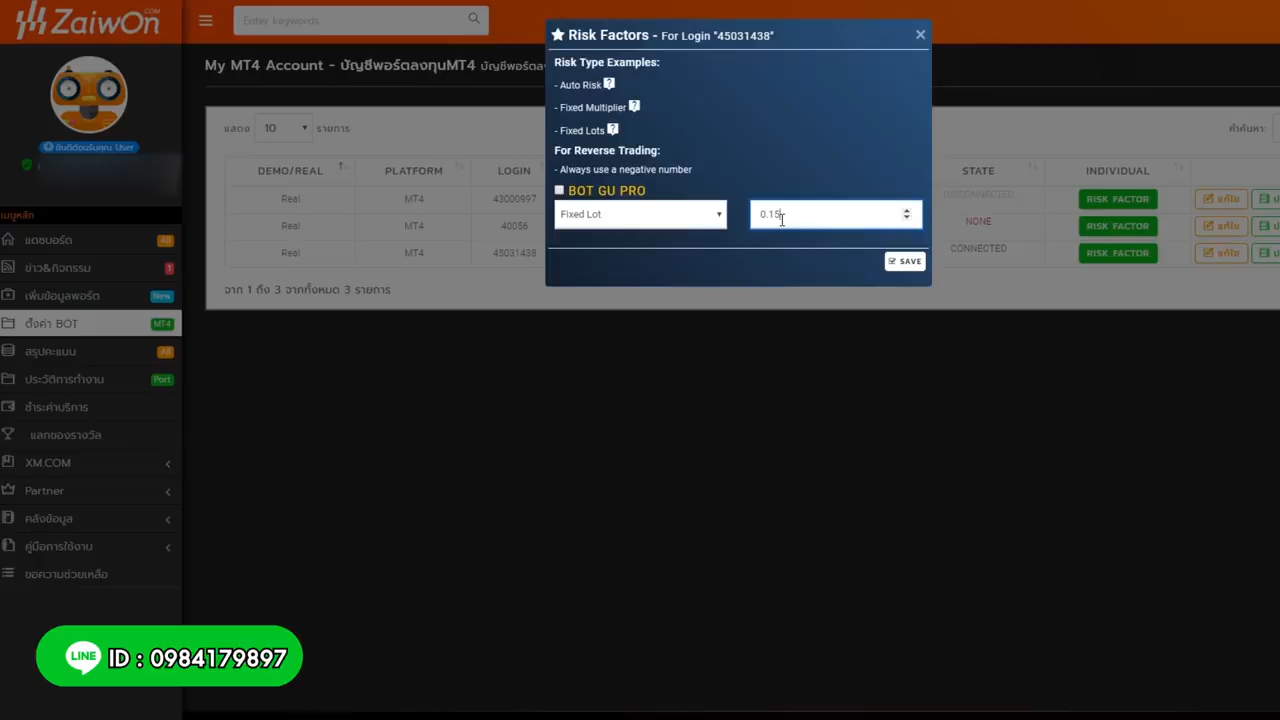 ZaiwOn
.COM
Enter keywords
ยินดีต้อนรับคุณ User
เมนูหลัก
แดชบอร์ด All
ข่าว&กิจกรรม 1
เพิ่มข้อมูลพอร์ต New
ตั้งค่า BOT MT4
สรุปคะแนน All
ประวัติการทำงาน Port
ชำระค่าบริการ
แลกของรางวัล
XM.COM
Partner
คลังข้อมูล
คู่มือการใช้งาน
ขอความช่วยเหลือ
My MT4 Account - บัญชีพอร์ตลงทุนMT4
แสดง 10 รายการ
คำค้นหา:
DEMO/REAL PLATFORM LOGIN STATE INDIVIDUAL
Real MT4 43000997 DISCONNECTED RISK FACTOR แก้ไข
Real MT4 40056 NONE RISK FACTOR แก้ไข
Real MT4 45031438 CONNECTED RISK FACTOR แก้ไข
จาก 1 ถึง 3 จากทั้งหมด 3 รายการ
Risk Factors - For Login "45031438"
Risk Type Examples:
- Auto Risk ?
- Fixed Multiplier ?
- Fixed Lots ?
For Reverse Trading:
- Always use a negative number
BOT GU PRO
Fixed Lot 0.15
SAVE
LINE ID : 0984179897